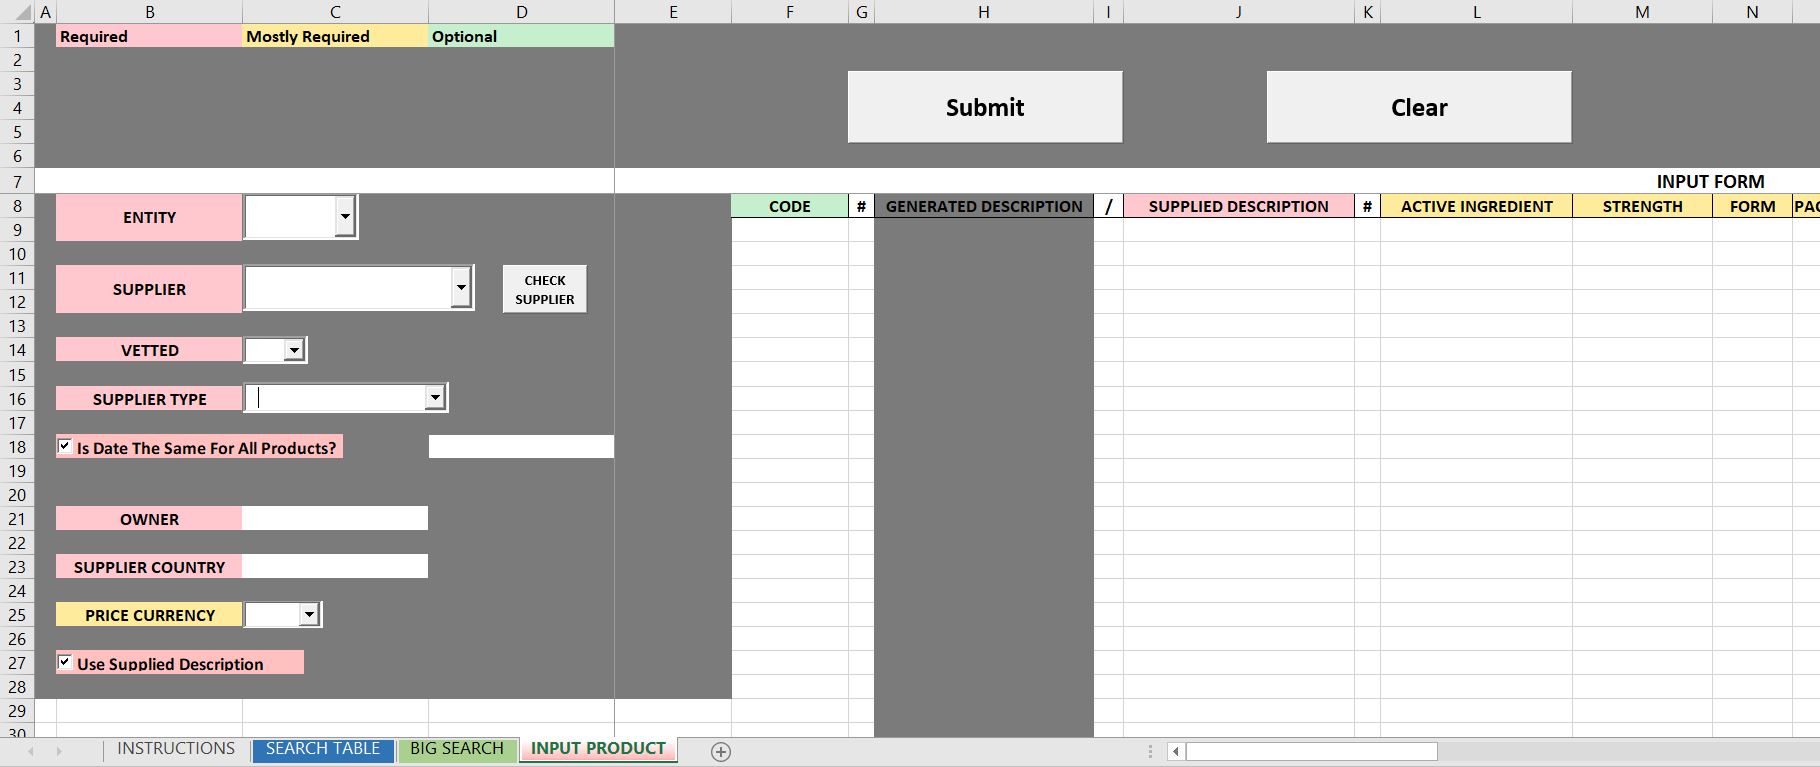 A B C D E F G H I J K L M N
1 Required Mostly Required Optional
2
3
4 Submit Clear
5
6
7 INPUT FORM
8 CODE # GENERATED DESCRIPTION / SUPPLIED DESCRIPTION # ACTIVE INGREDIENT STRENGTH FORM PAC
ENTITY
9
10
11 CHECK
SUPPLIER
12 SUPPLIER
13
14 VETTED
15
16 SUPPLIER TYPE
17
18 Is Date The Same For All Products?
19
20
21 OWNER
22
23 SUPPLIER COUNTRY
24
25 PRICE CURRENCY
26
27 Use Supplied Description
28
29
30
INSTRUCTIONS SEARCH TABLE BIG SEARCH INPUT PRODUCT